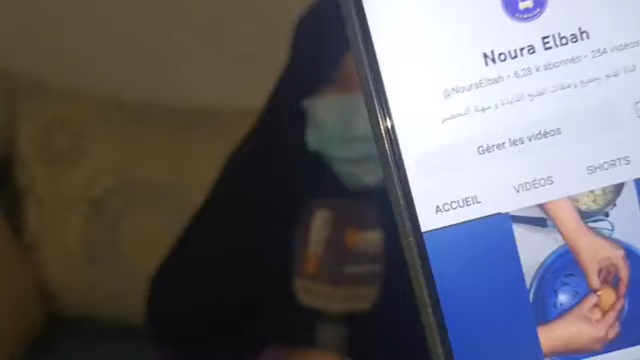 Noura Elbah
@NouraElbah • 6,28 k abonnés • 254 vidéos
Gérer les vidéos
ACCUEIL VIDÉOS SHORTS